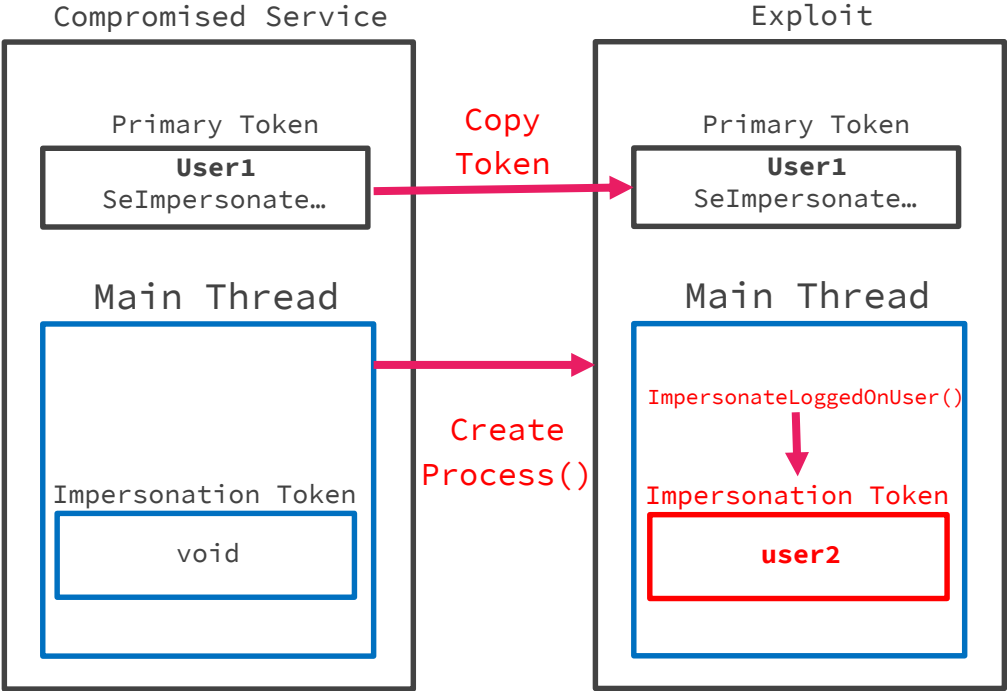 Compromised Service
Primary Token
User1
SeImpersonate…
Main Thread
Impersonation Token
void
Copy
Token
Create
Process()
Exploit
Primary Token
User1
SeImpersonate…
Main Thread
ImpersonateLoggedOnUser()
Impersonation Token
user2